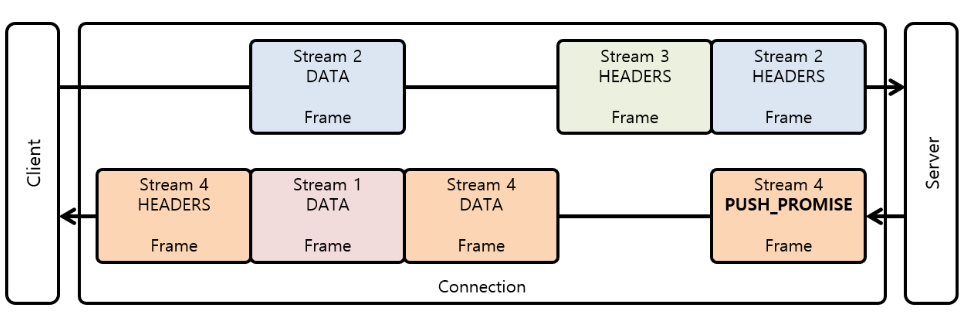 Client
Stream 2
DATA
Frame
Stream 3
HEADERS
Frame
Stream 2
HEADERS
Frame
Stream 4
HEADERS
Frame
Stream 1
DATA
Frame
Stream 4
DATA
Frame
Stream 4
PUSH_PROMISE
Frame
Connection
Server